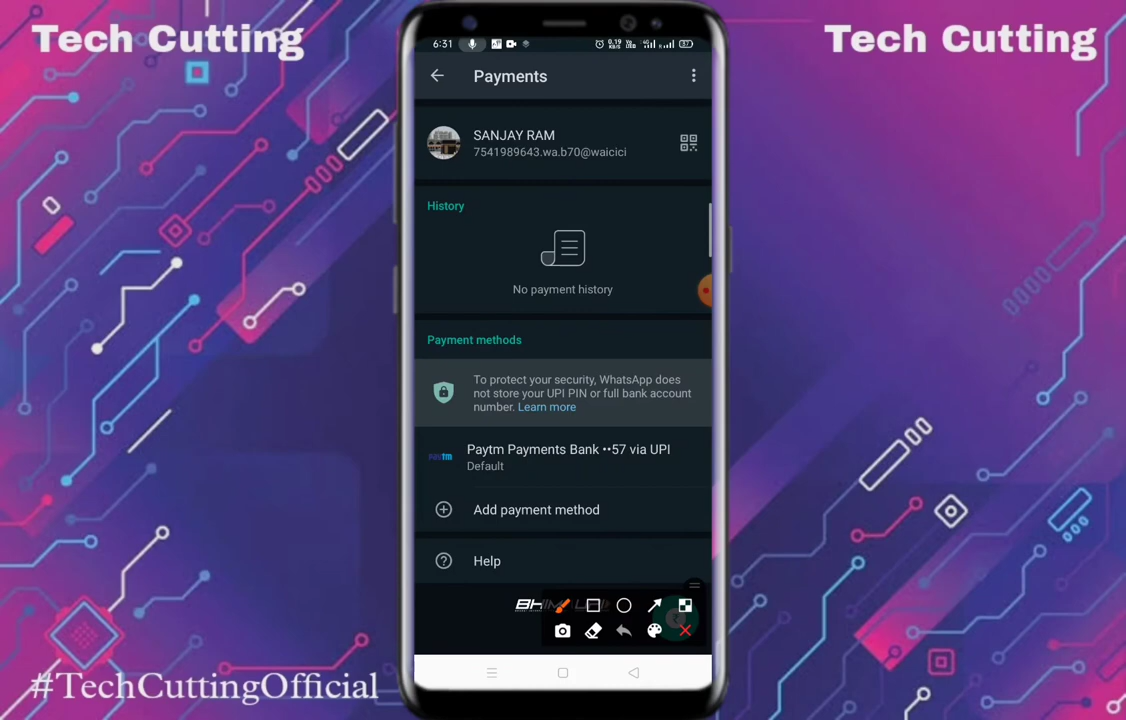 Tech Cutting
Tech Cutting
6:31
Payments
SANJAY RAM
7541989643.wa.b70@waicici
History
No payment history
Payment methods
To protect your security, WhatsApp does
not store your UPI PIN or full bank account
number. Learn more
Paytm
Paytm Payments Bank ••57 via UPI
Default
Add payment method
Help
#TechCuttingOfficial